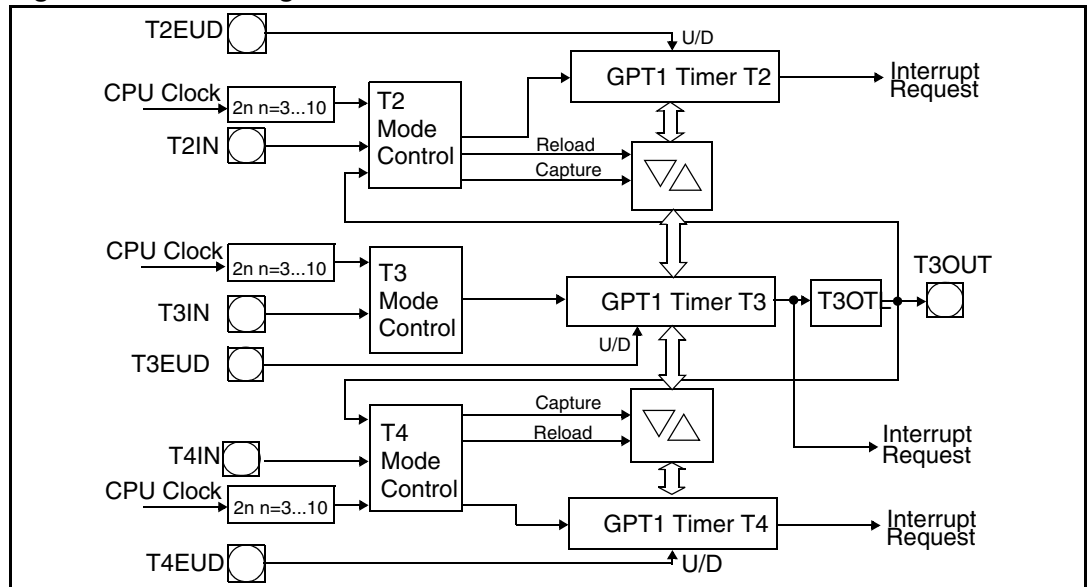 T2EUD
U/D
GPT1 Timer T2
Interrupt
Request
CPU Clock
2n n=3...10
T2
Mode
Control
T2IN
Reload
Capture
CPU Clock
2n n=3...10
T3
Mode
Control
T3IN
GPT1 Timer T3
T3OT
T3OUT
T3EUD
U/D
Capture
Reload
T4
Mode
Control
T4IN
Interrupt
Request
CPU Clock
2n n=3...10
GPT1 Timer T4
Interrupt
Request
T4EUD
U/D